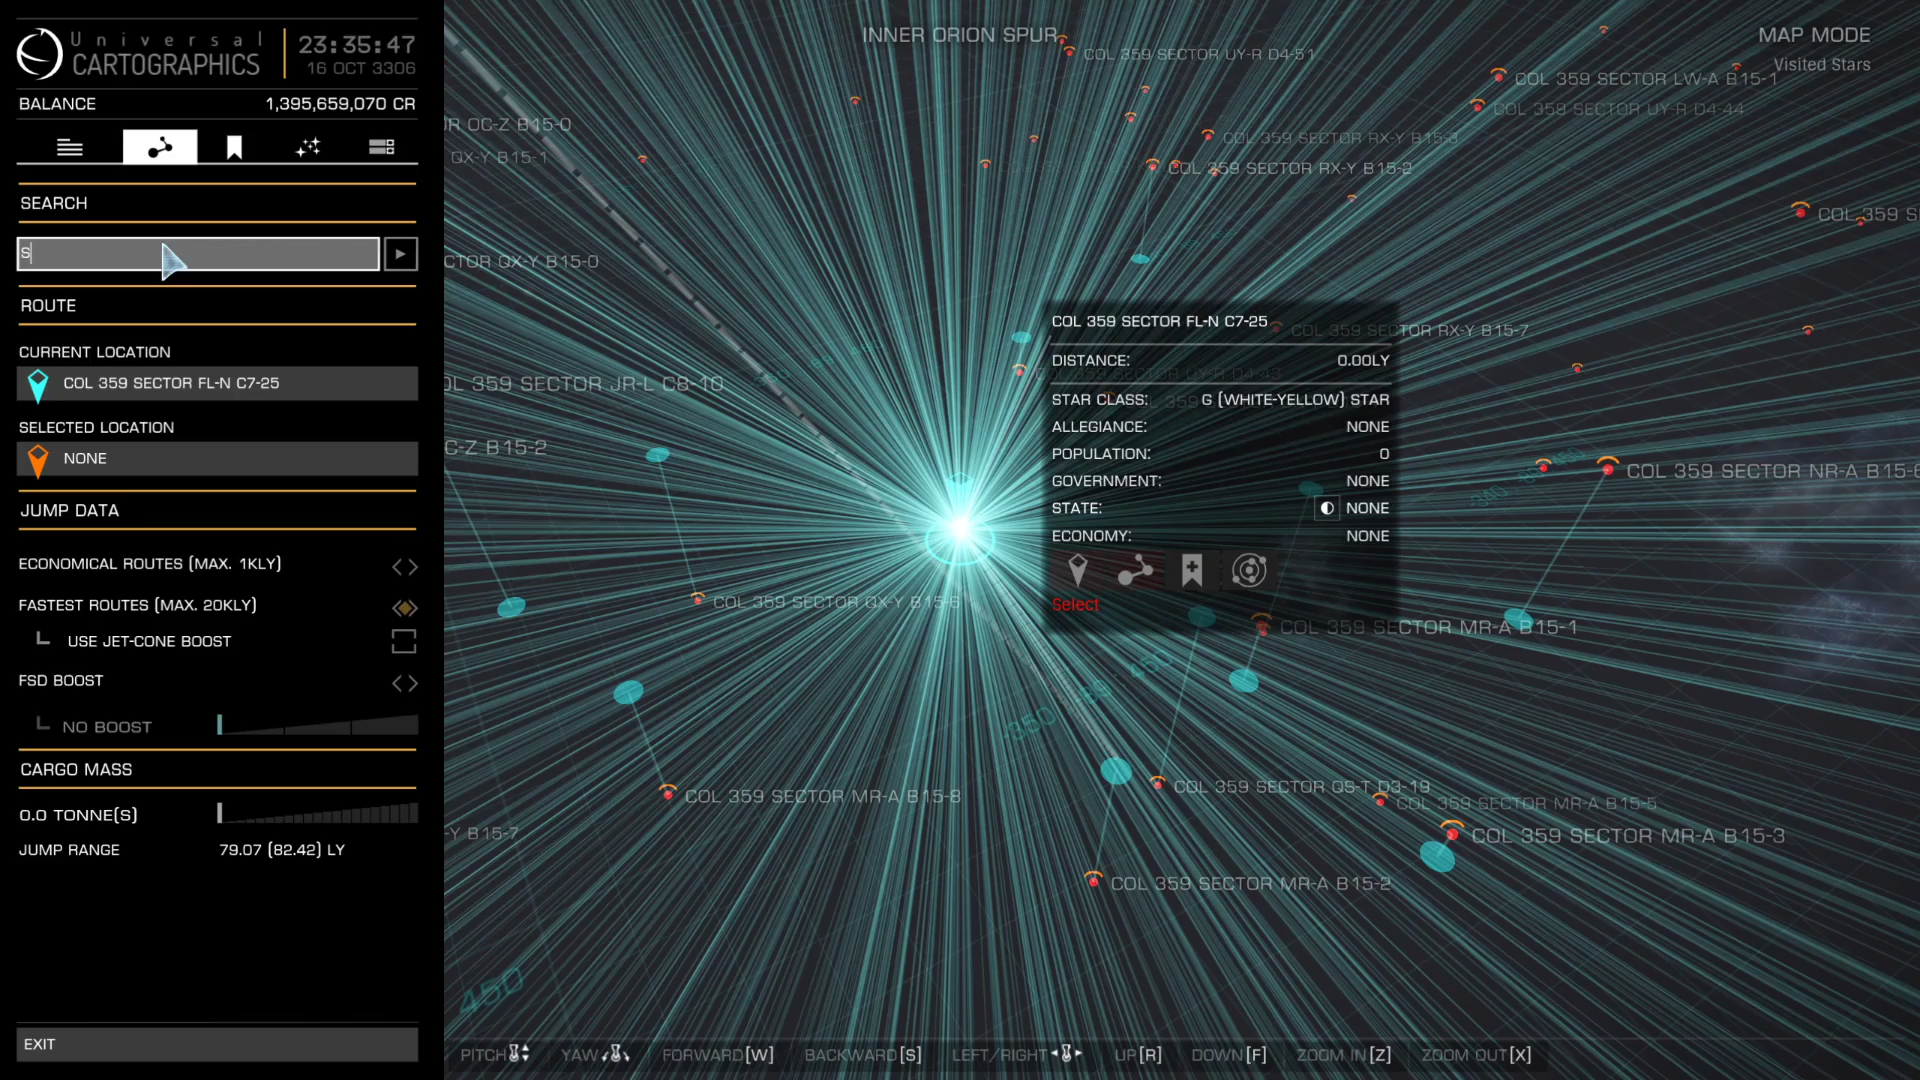 Universal
CARTOGRAPHICS
23:35:47
16 OCT 3306
BALANCE 1,395,659,070 CR
SEARCH
S
ROUTE
CURRENT LOCATION
COL 359 SECTOR FL-N C7-25
SELECTED LOCATION
NONE
JUMP DATA
ECONOMICAL ROUTES (MAX. 1KLY)
FASTEST ROUTES (MAX. 20KLY)
USE JET-CONE BOOST
FSD BOOST
NO BOOST
CARGO MASS
0.0 TONNE(S)
JUMP RANGE 79.07 (82.42) LY
EXIT
INNER ORION SPUR
MAP MODE
Visited Stars
COL 359 SECTOR UY-R D4-51
COL 359 SECTOR LW-A B15-1
COL 359 SECTOR UY-R D4-44
R OC-Z B15-0
COL 359 SECTOR RX-Y B15-3
QX-Y B15-1
COL 359 SECTOR RX-Y B15-2
COL 359 S
CTOR QX-Y B15-0
COL 359 SECTOR RX-Y B15-7
OL 359 SECTOR JR-L C8-10
C-Z B15-2
COL 359 SECTOR FL-N C7-25
DISTANCE: 0.00LY
STAR CLASS: G (WHITE-YELLOW) STAR
ALLEGIANCE: NONE
POPULATION: 0
GOVERNMENT: NONE
STATE: NONE
ECONOMY: NONE
Select
COL 359 SECTOR NR-A B15-6
COL 359 SECTOR QX-Y B15-6
COL 359 SECTOR MR-A B15-1
COL 359 SECTOR MR-A B15-8
COL 359 SECTOR QS-T D3-19
COL 359 SECTOR MR-A B15-5
-Y B15-7
COL 359 SECTOR MR-A B15-3
COL 359 SECTOR MR-A B15-2
450
PITCH YAW FORWARD[W] BACKWARD[S] LEFT/RIGHT UP[R] DOWN[F] ZOOM IN[Z] ZOOM OUT[X]